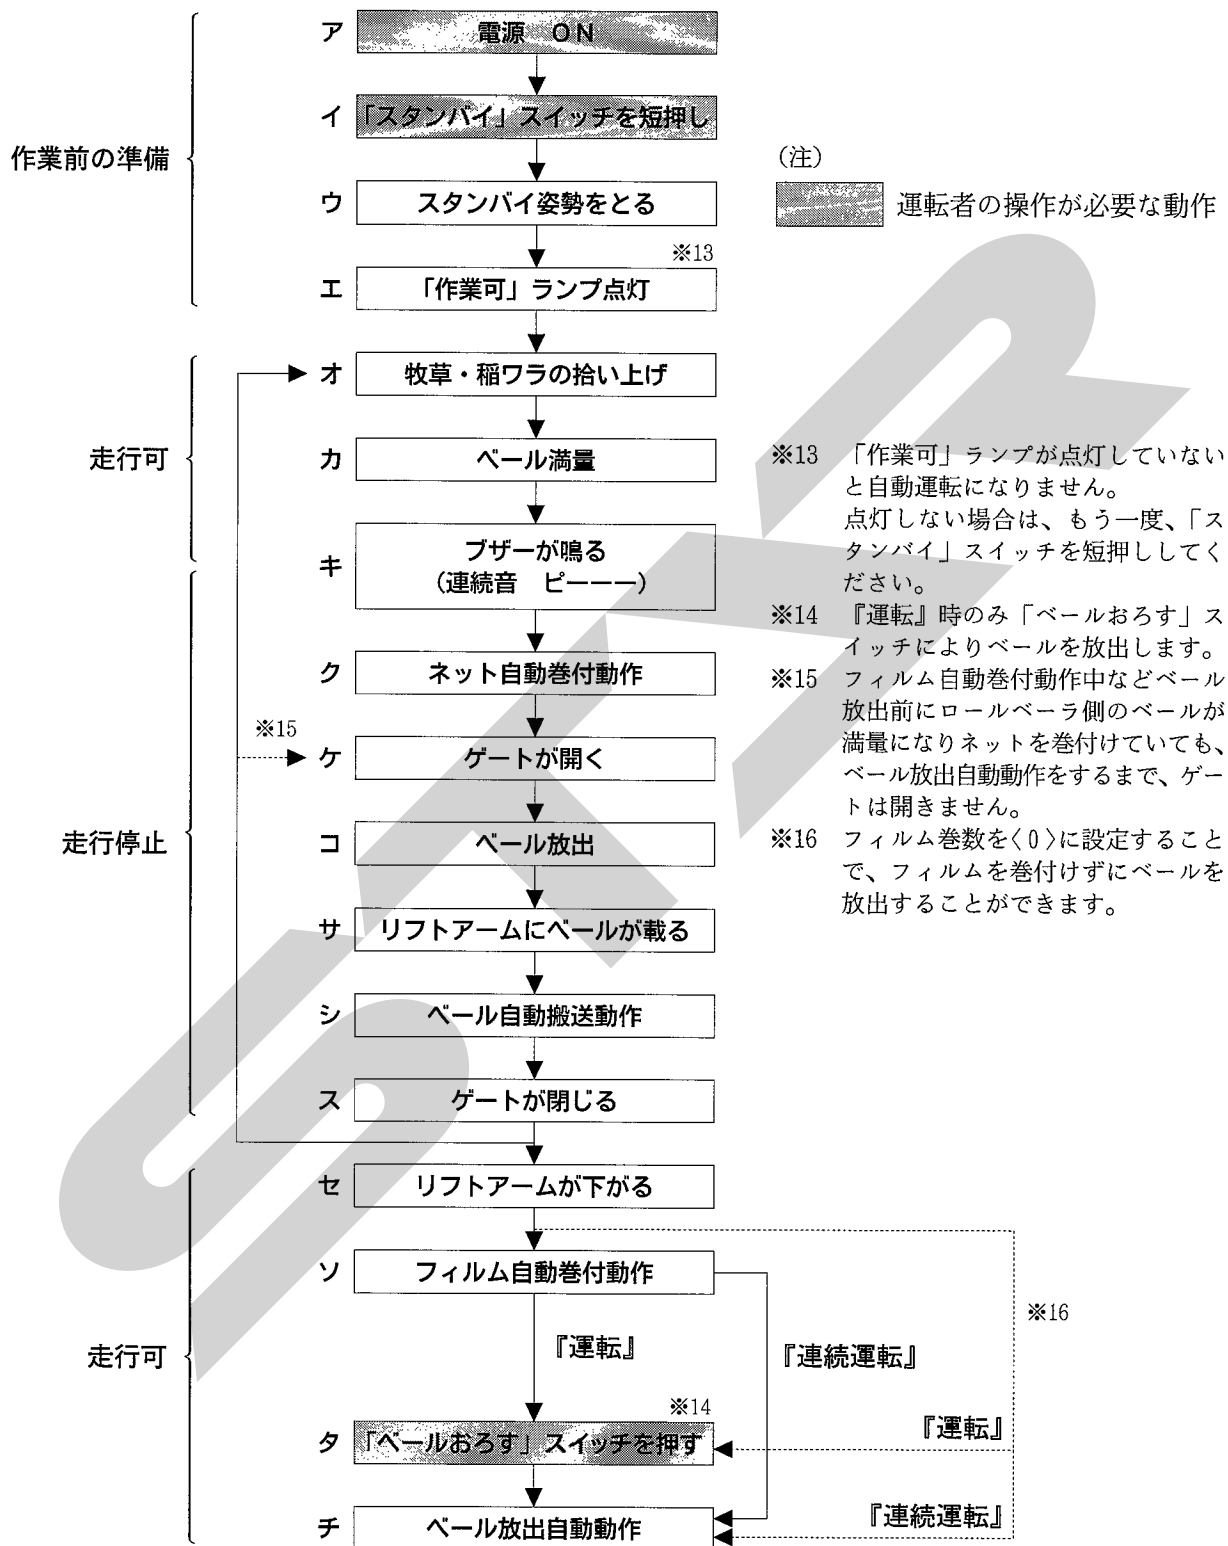 ア 電源 ON
イ 「スタンバイ」スイッチを短押し
作業前の準備
(注)
運転者の操作が必要な動作
ウ スタンバイ姿勢をとる
※13
エ 「作業可」ランプ点灯
オ 牧草・稲ワラの拾い上げ
走行可
カ ベール満量
キ ブザーが鳴る
(連続音 ピーーー)
ク ネット自動巻付動作
※15
ケ ゲートが開く
走行停止
コ ベール放出
サ リフトアームにベールが載る
シ ベール自動搬送動作
ス ゲートが閉じる
セ リフトアームが下がる
ソ フィルム自動巻付動作
※16
『運転』
『連続運転』
走行可
※14
『運転』
タ 「ベールおろす」スイッチを押す
『連続運転』
チ ベール放出自動動作
※13 「作業可」ランプが点灯していない
と自動運転になりません。
点灯しない場合は、もう一度、「ス
タンバイ」スイッチを短押ししてく
ださい。
※14 『運転』時のみ「ベールおろす」ス
イッチによりベールを放出します。
※15 フィルム自動巻付動作中などベール
放出前にロールベーラ側のベールが
満量になりネットを巻付けていても、
ベール放出自動動作をするまで、ゲー
トは開きません。
※16 フィルム巻数を〈0〉に設定すること
で、フィルムを巻付けずにベールを
放出することができます。
STAR